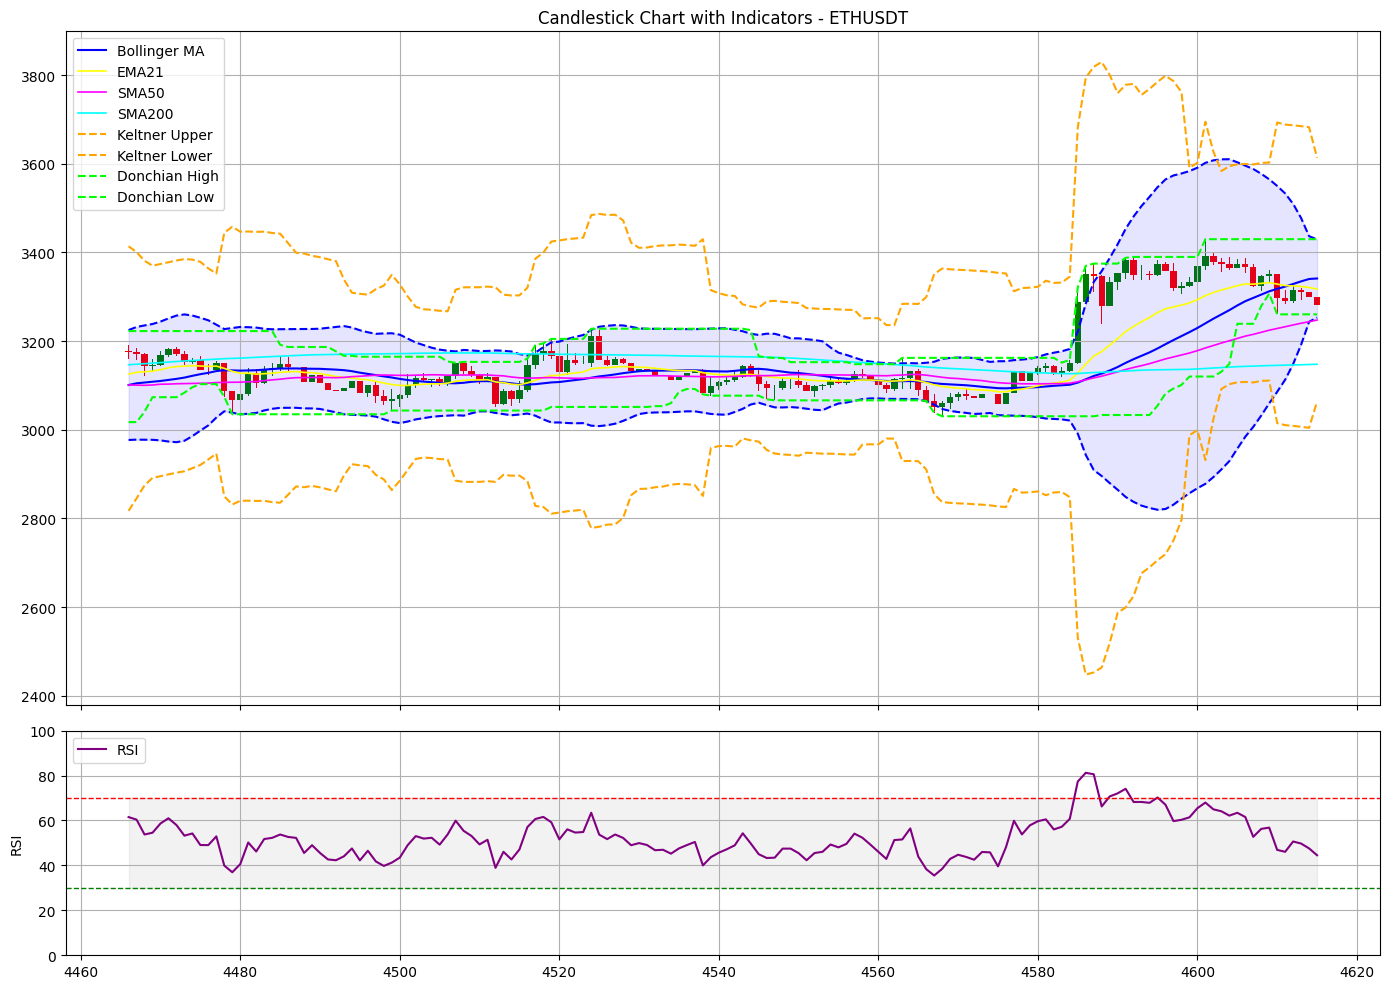 Candlestick Chart with Indicators - ETHUSDT
Bollinger MA
EMA21
SMA50
SMA200
Keltner Upper
Keltner Lower
Donchian High
Donchian Low
3800
3600
3400
3200
3000
2800
2600
2400
RSI
100
80
60
40
20
0
RSI
4460 4480 4500 4520 4540 4560 4580 4600 4620